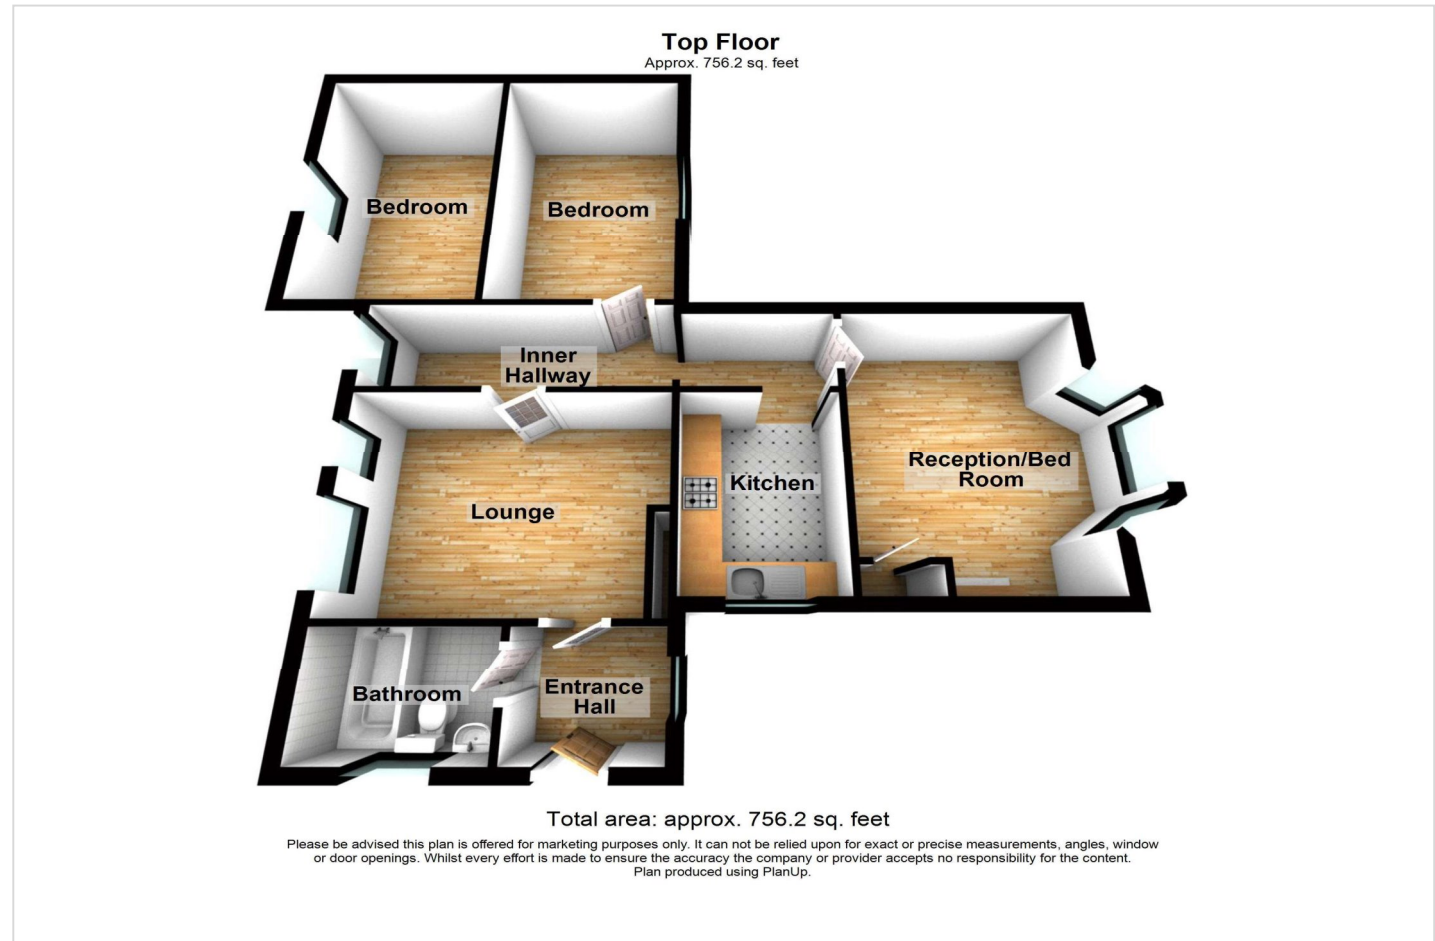 Top Floor
Approx. 756.2 sq. feet
Bedroom
Bedroom
Inner
Hallway
Lounge
Kitchen
Reception/Bed
Room
Bathroom
Entrance
Hall
Total area: approx. 756.2 sq. feet
Please be advised this plan is offered for marketing purposes only. It can not be relied upon for exact or precise measurements, angles, window
or door openings. Whilst every effort is made to ensure the accuracy the company or provider accepts no responsibility for the content.
Plan produced using PlanUp.